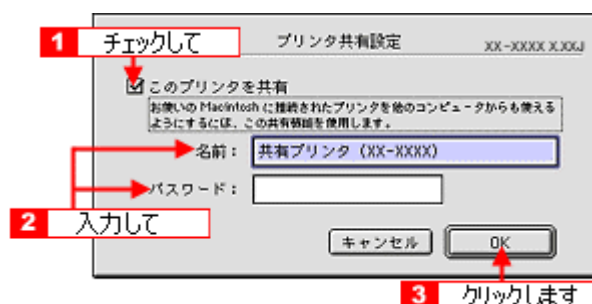 1 チェックして
プリンタ共有設定
XX-XXXX X.XXJ
このプリンタを共有
お使いの Macintosh に接続されたプリンタを他のコンピュータからも使える
ようにするには、この共有機能を使用します。
名前：
共有プリンタ (XX-XXXX)
パスワード：
2 入力して
キャンセル
OK
3 クリックします